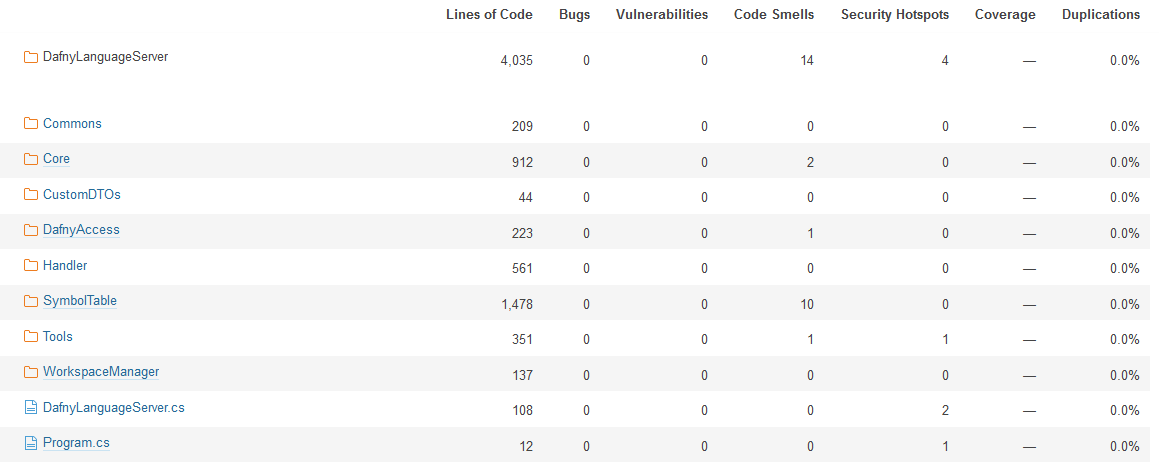 Lines of Code Bugs Vulnerabilities Code Smells Security Hotspots Coverage Duplications
DafnyLanguageServer 4,035 0 0 14 4 — 0.0%
Commons 209 0 0 0 0 — 0.0%
Core 912 0 0 2 0 — 0.0%
CustomDTOs 44 0 0 0 0 — 0.0%
DafnyAccess 223 0 0 1 0 — 0.0%
Handler 561 0 0 0 0 — 0.0%
SymbolTable 1,478 0 0 10 0 — 0.0%
Tools 351 0 0 1 1 — 0.0%
WorkspaceManager 137 0 0 0 0 — 0.0%
DafnyLanguageServer.cs 108 0 0 0 2 — 0.0%
Program.cs 12 0 0 0 1 — 0.0%